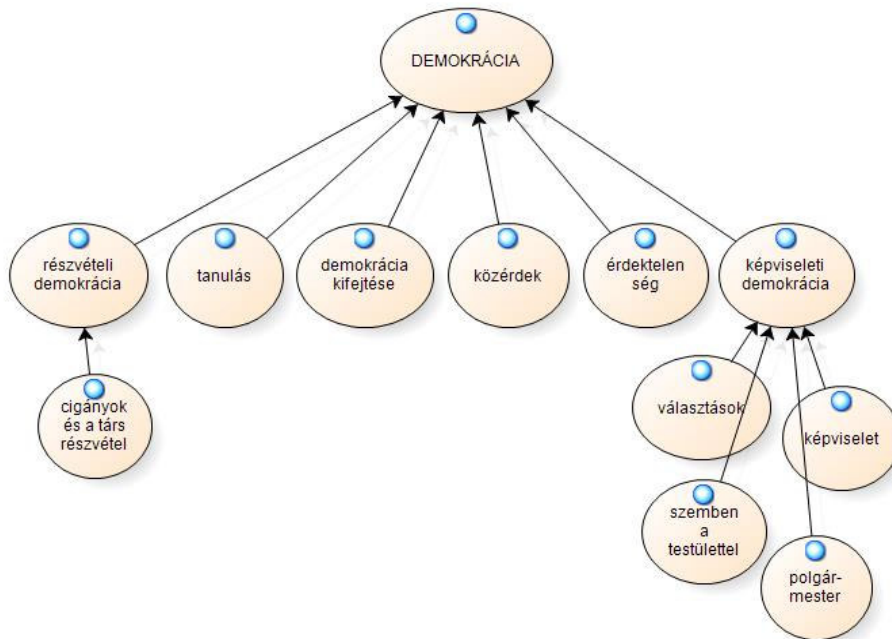 DEMOKRÁCIA
részvételi
demokrácia
tanulás
demokrácia
kifejtése
közérdek
érdektelen
ség
képviseleti
demokrácia
cigányok
és a társ
részvétel
választások
képviselet
szemben
a
testülettel
polgár-
mester